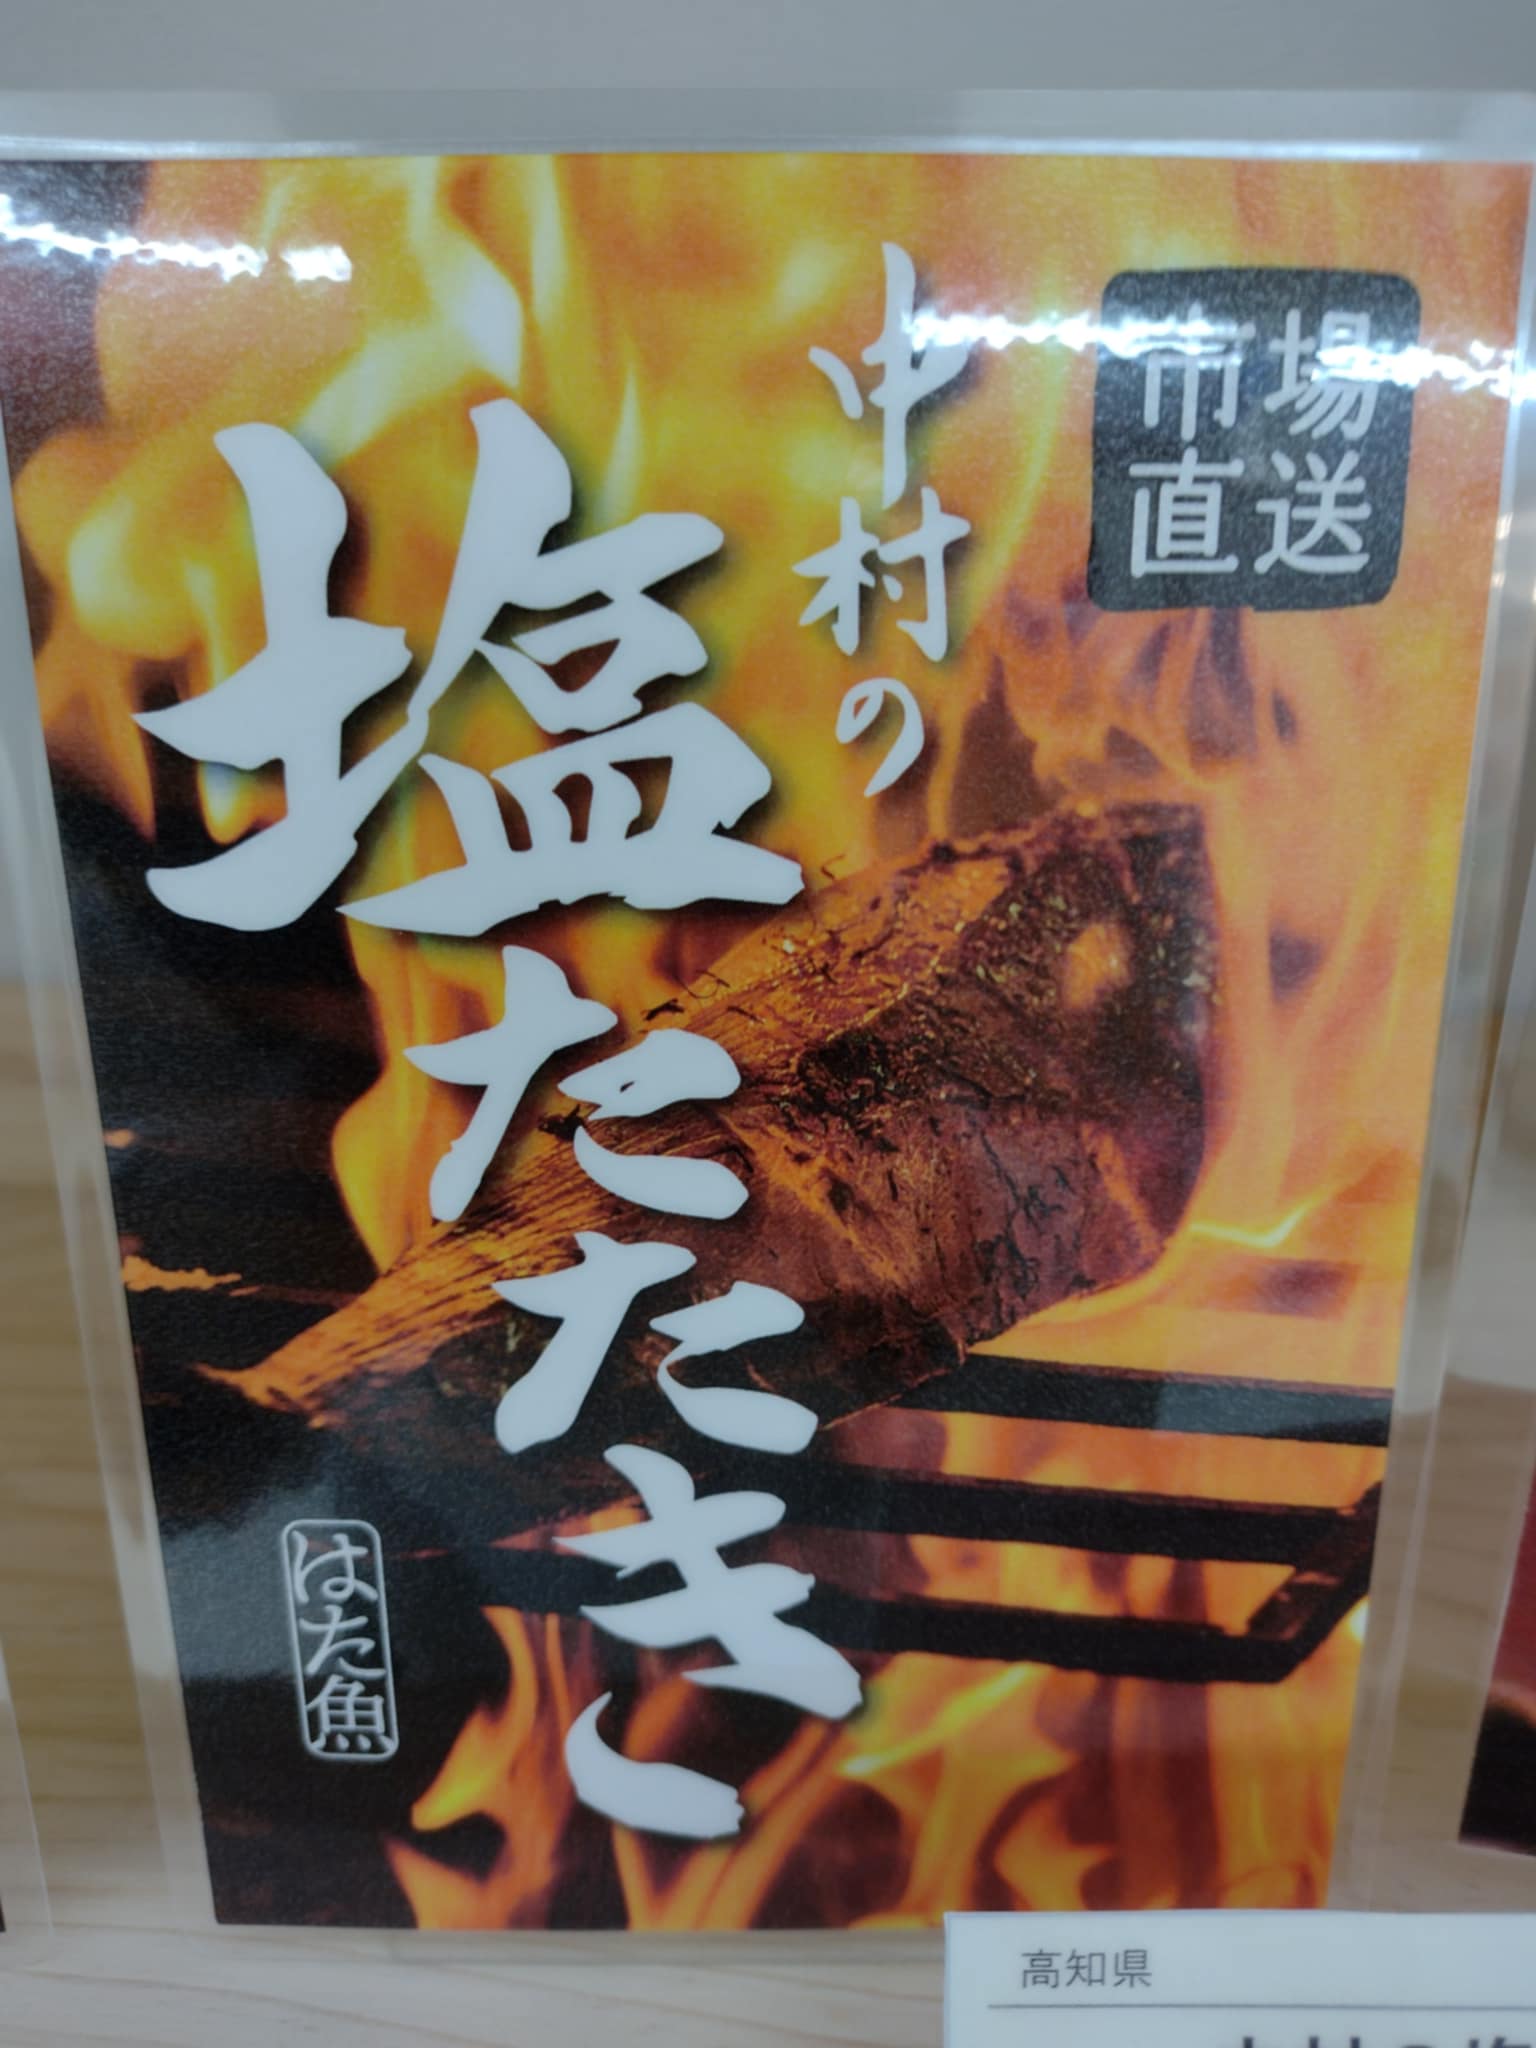 市場
直送
中村の
塩たたき
はた魚
高知県